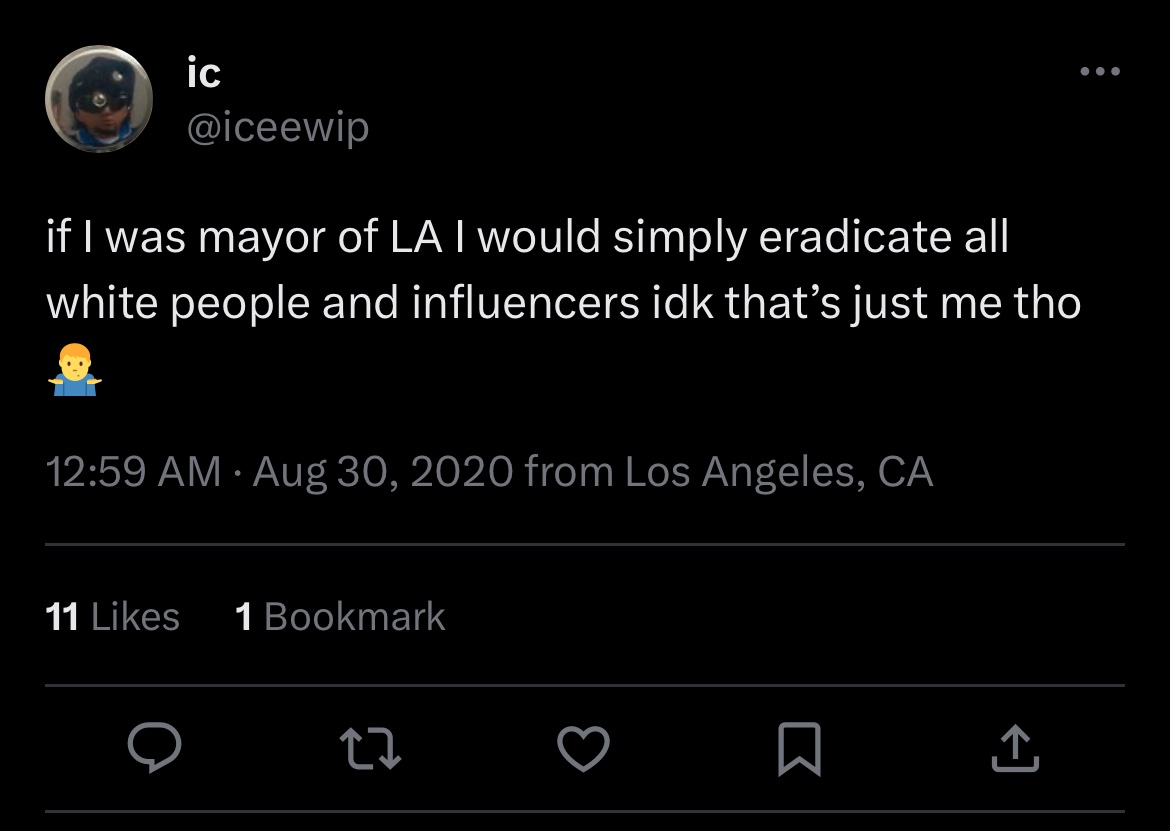 ic
@iceewip
if I was mayor of LA I would simply eradicate all
white people and influencers idk that’s just me tho
🤷‍♂️
12:59 AM · Aug 30, 2020 from Los Angeles, CA
11 Likes 1 Bookmark